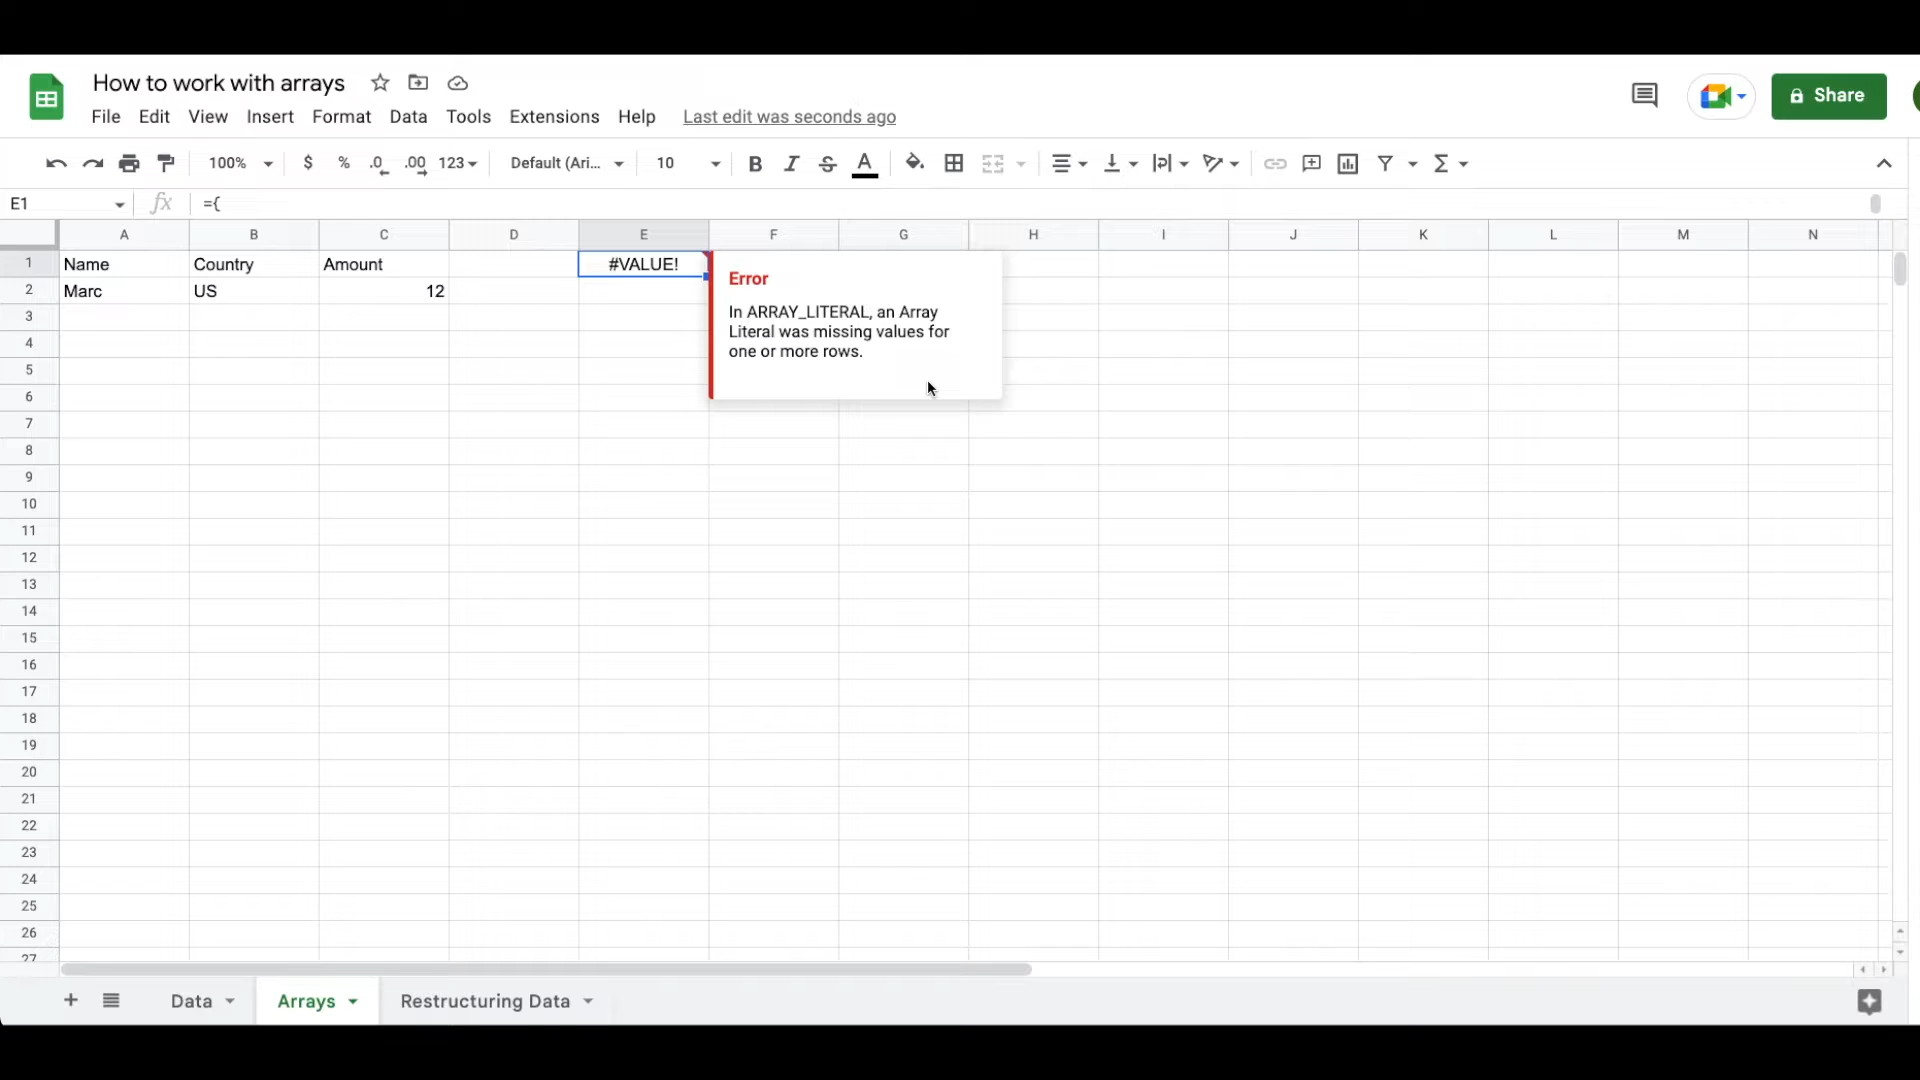 How to work with arrays
File Edit View Insert Format Data Tools Extensions Help Last edit was seconds ago
Share
100% $ % .0 .00 123 Default (Ari... 10 B I S A Σ
E1 fx ={
A B C D E F G H I J K L M N
1 Name Country Amount #VALUE!
2 Marc US 12
Error
In ARRAY_LITERAL, an Array
Literal was missing values for
one or more rows.
3
4
5
6
7
8
9
10
11
12
13
14
15
16
17
18
19
20
21
22
23
24
25
26
27
+ Data Arrays Restructuring Data